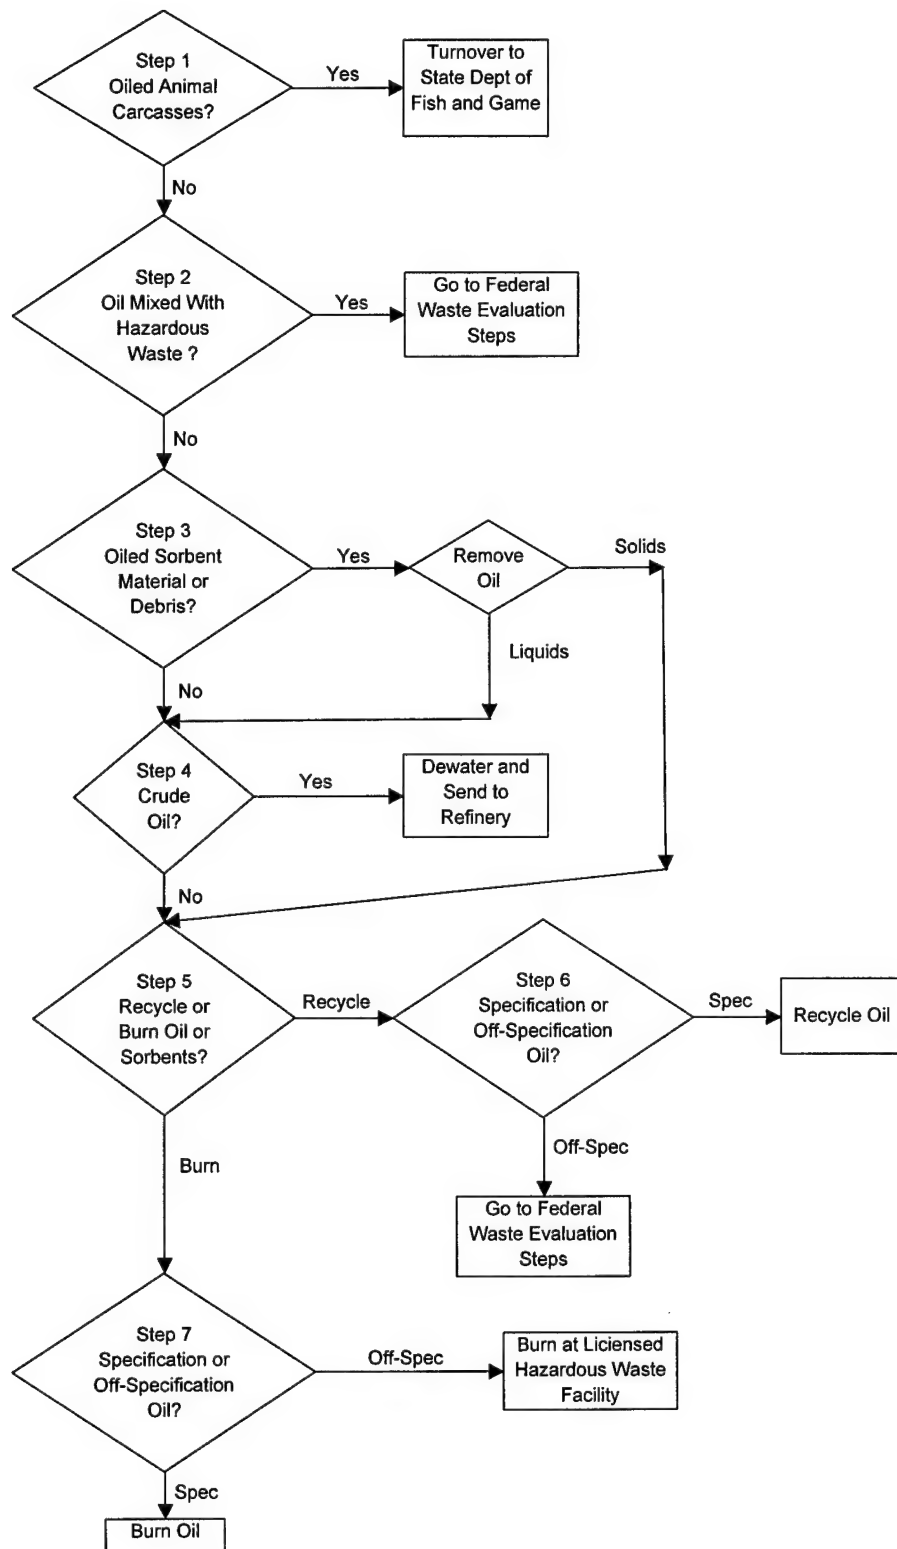 Step 1
Oiled Animal
Carcasses?
Yes
Turnover to
State Dept of
Fish and Game
No
Step 2
Oil Mixed With
Hazardous
Waste ?
Yes
Go to Federal
Waste Evaluation
Steps
No
Step 3
Oiled Sorbent
Material or
Debris?
Yes
Remove
Oil
Solids
Liquids
No
Step 4
Crude
Oil?
Yes
Dewater and
Send to
Refinery
No
Step 5
Recycle or
Burn Oil or
Sorbents?
Recycle
Step 6
Specification or
Off-Specification
Oil?
Spec
Recycle Oil
Off-Spec
Go to Federal
Waste Evaluation
Steps
Burn
Step 7
Specification or
Off-Specification
Oil?
Off-Spec
Burn at Liciensed
Hazardous Waste
Facility
Spec
Burn Oil